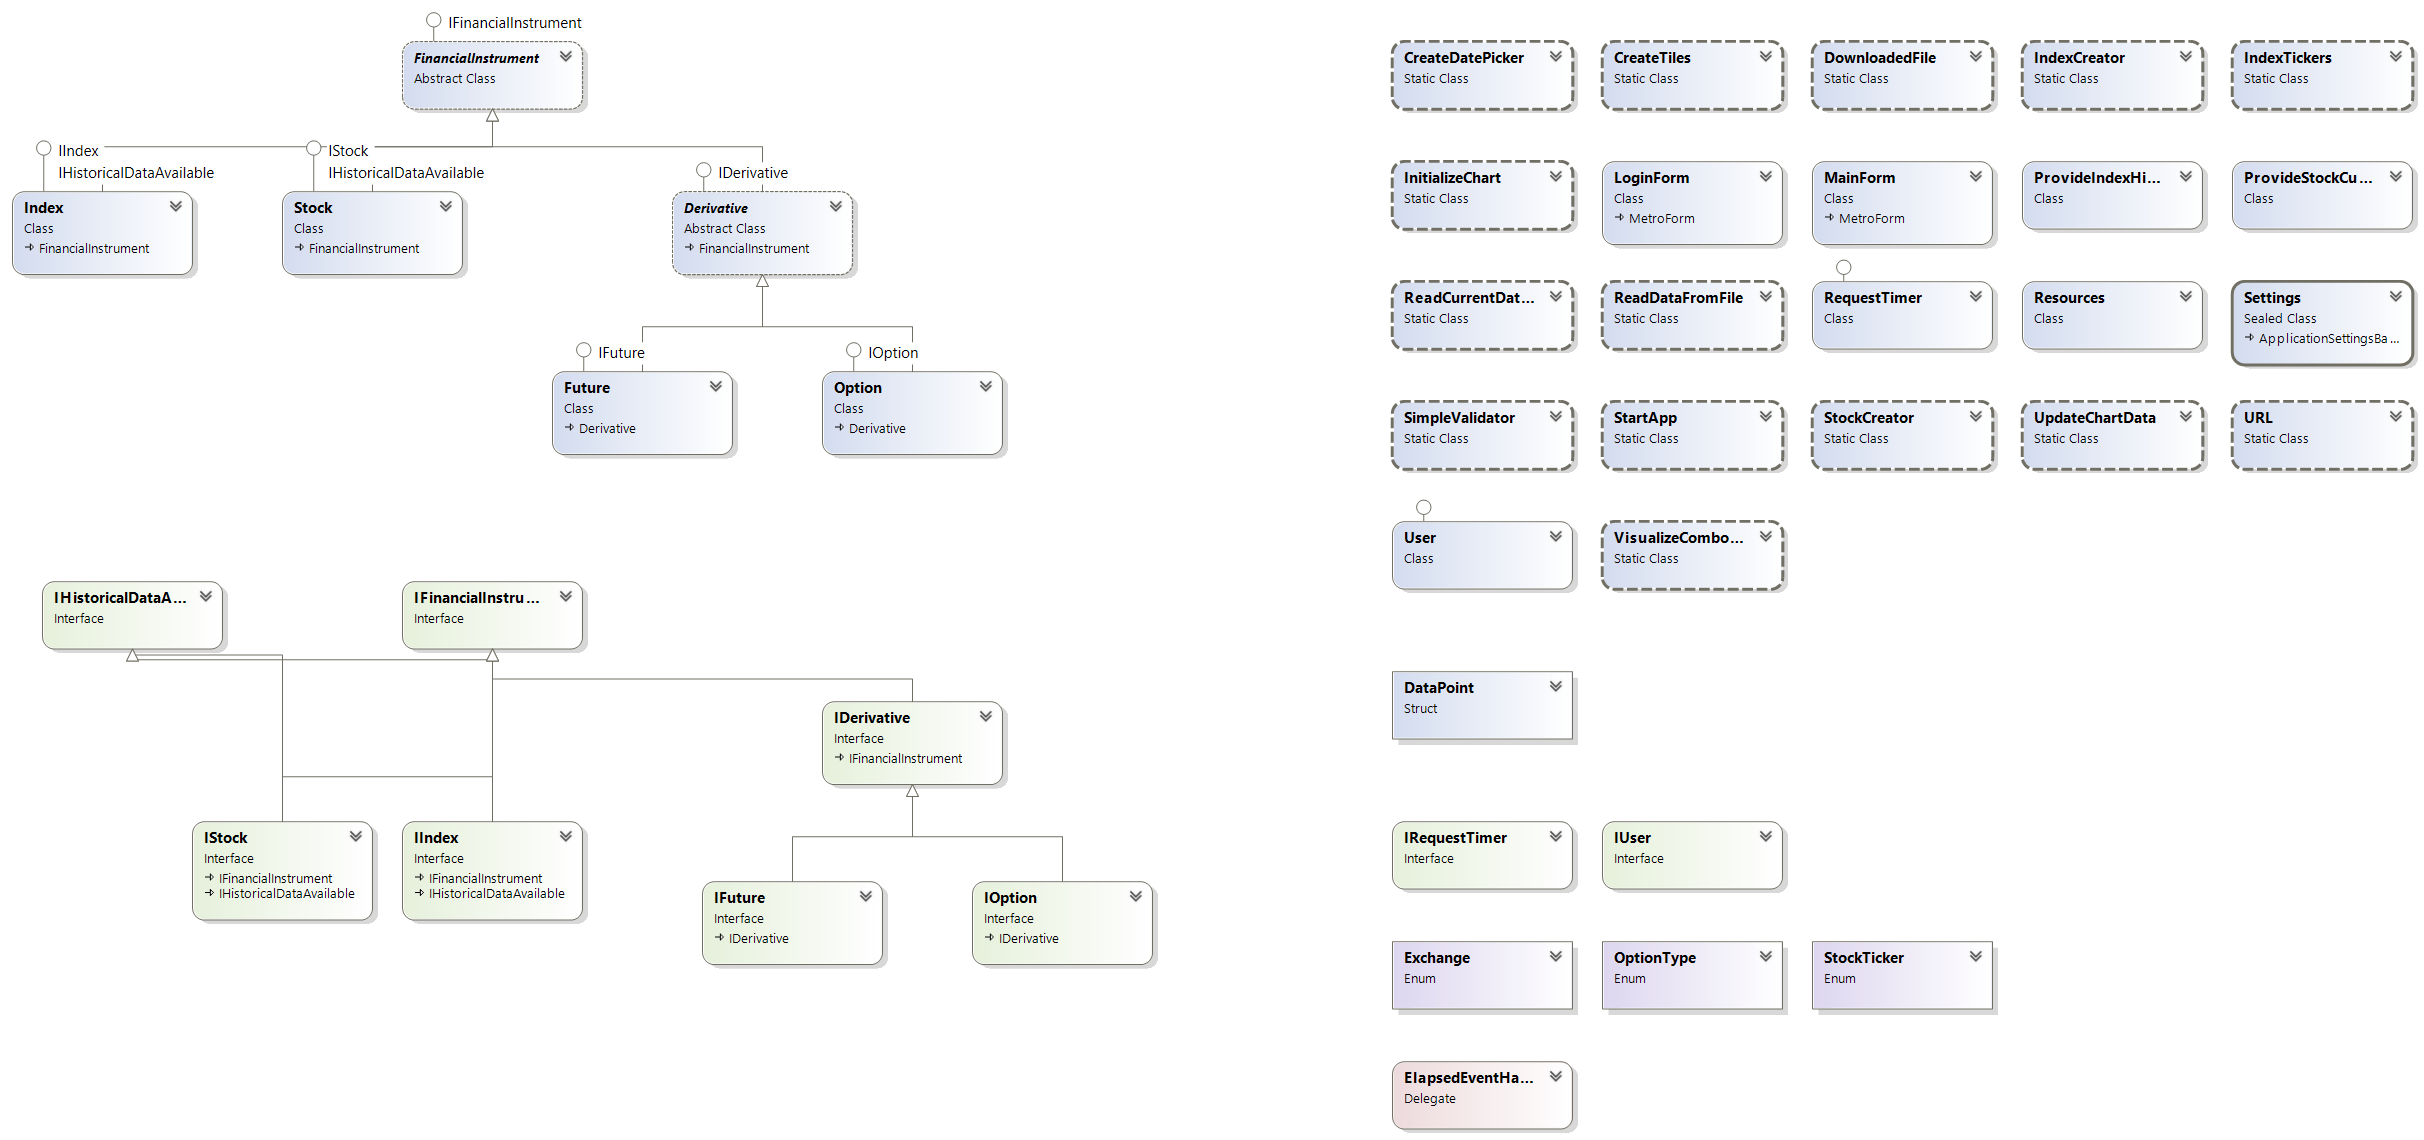 IFinancialInstrument
FinancialInstrument
Abstract Class
IIndex
IHistoricalDataAvailable
Index
Class
FinancialInstrument
IStock
IHistoricalDataAvailable
Stock
Class
FinancialInstrument
IDerivative
Derivative
Abstract Class
FinancialInstrument
IFuture
Future
Class
Derivative
IOption
Option
Class
Derivative
IHistoricalDataA...
Interface
IFinancialInstru...
Interface
IDerivative
Interface
IFinancialInstrument
IStock
Interface
IFinancialInstrument
IHistoricalDataAvailable
IIndex
Interface
IFinancialInstrument
IHistoricalDataAvailable
IFuture
Interface
IDerivative
IOption
Interface
IDerivative
CreateDatePicker
Static Class
CreateTiles
Static Class
DownloadedFile
Static Class
IndexCreator
Static Class
IndexTickers
Static Class
InitializeChart
Static Class
LoginForm
Class
MetroForm
MainForm
Class
MetroForm
ProvideIndexHi...
Class
ProvideStockCu...
Class
ReadCurrentDat...
Static Class
ReadDataFromFile
Static Class
RequestTimer
Class
Resources
Class
Settings
Sealed Class
ApplicationSettingsBa...
SimpleValidator
Static Class
StartApp
Static Class
StockCreator
Static Class
UpdateChartData
Static Class
URL
Static Class
User
Class
VisualizeCombo...
Static Class
DataPoint
Struct
IRequestTimer
Interface
IUser
Interface
Exchange
Enum
OptionType
Enum
StockTicker
Enum
ElapsedEventHa...
Delegate